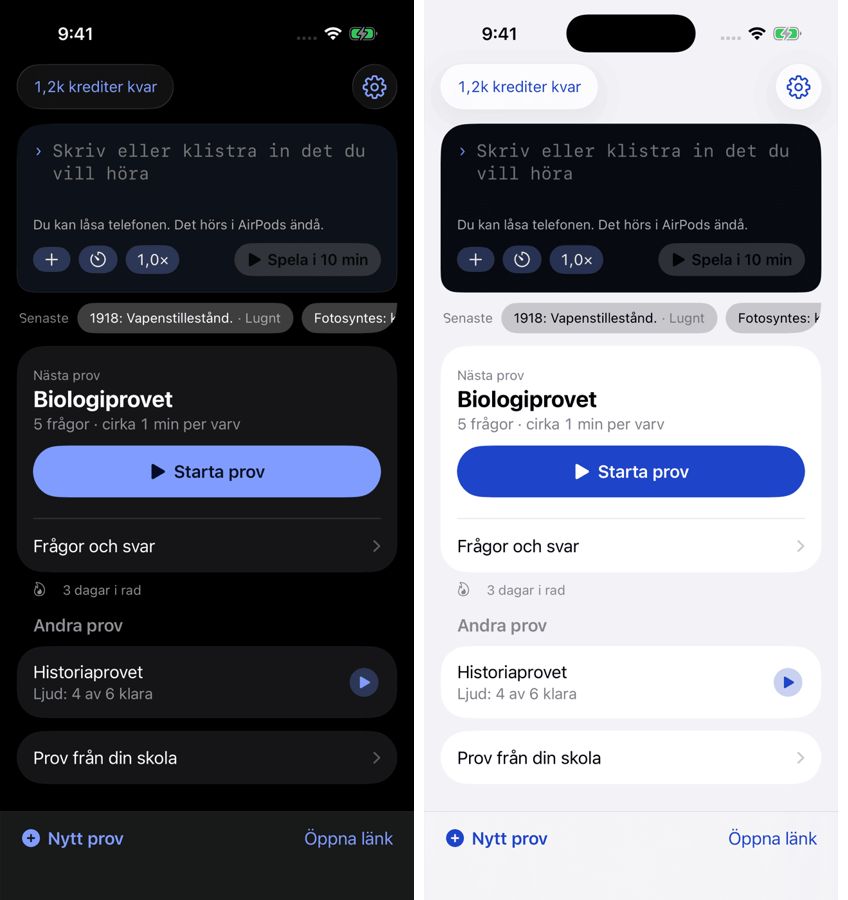 9:41
1,2k krediter kvar
› Skriv eller klistra in det du
vill höra
Du kan låsa telefonen. Det hörs i AirPods ändå.
1,0×
Spela i 10 min
Senaste
1918: Vapenstillestånd. · Lugnt
Fotosyntes:
Nästa prov
Biologiprovet
5 frågor · cirka 1 min per varv
Starta prov
Frågor och svar
3 dagar i rad
Andra prov
Historiaprovet
Ljud: 4 av 6 klara
Prov från din skola
Nytt prov
Öppna länk
9:41
1,2k krediter kvar
› Skriv eller klistra in det du
vill höra
Du kan låsa telefonen. Det hörs i AirPods ändå.
1,0×
Spela i 10 min
Senaste
1918: Vapenstillestånd. · Lugnt
Fotosyntes:
Nästa prov
Biologiprovet
5 frågor · cirka 1 min per varv
Starta prov
Frågor och svar
3 dagar i rad
Andra prov
Historiaprovet
Ljud: 4 av 6 klara
Prov från din skola
Nytt prov
Öppna länk